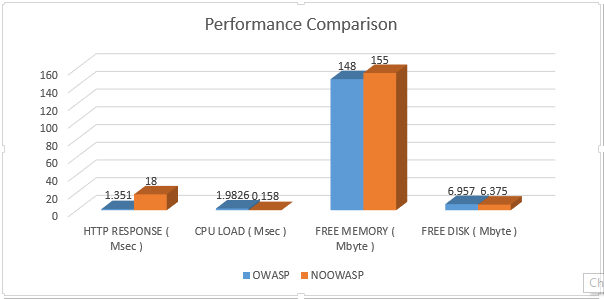 Performance Comparison
160
140
120
100
80
60
40
20
0
1.351
18
1.9826
0.158
148
155
6.957
6.375
HTTP RESPONSE (
Msec )
CPU LOAD ( Msec )
FREE MEMORY (
Mbyte )
FREE DISK ( Mbyte )
OWASP
NOOWASP
Ch